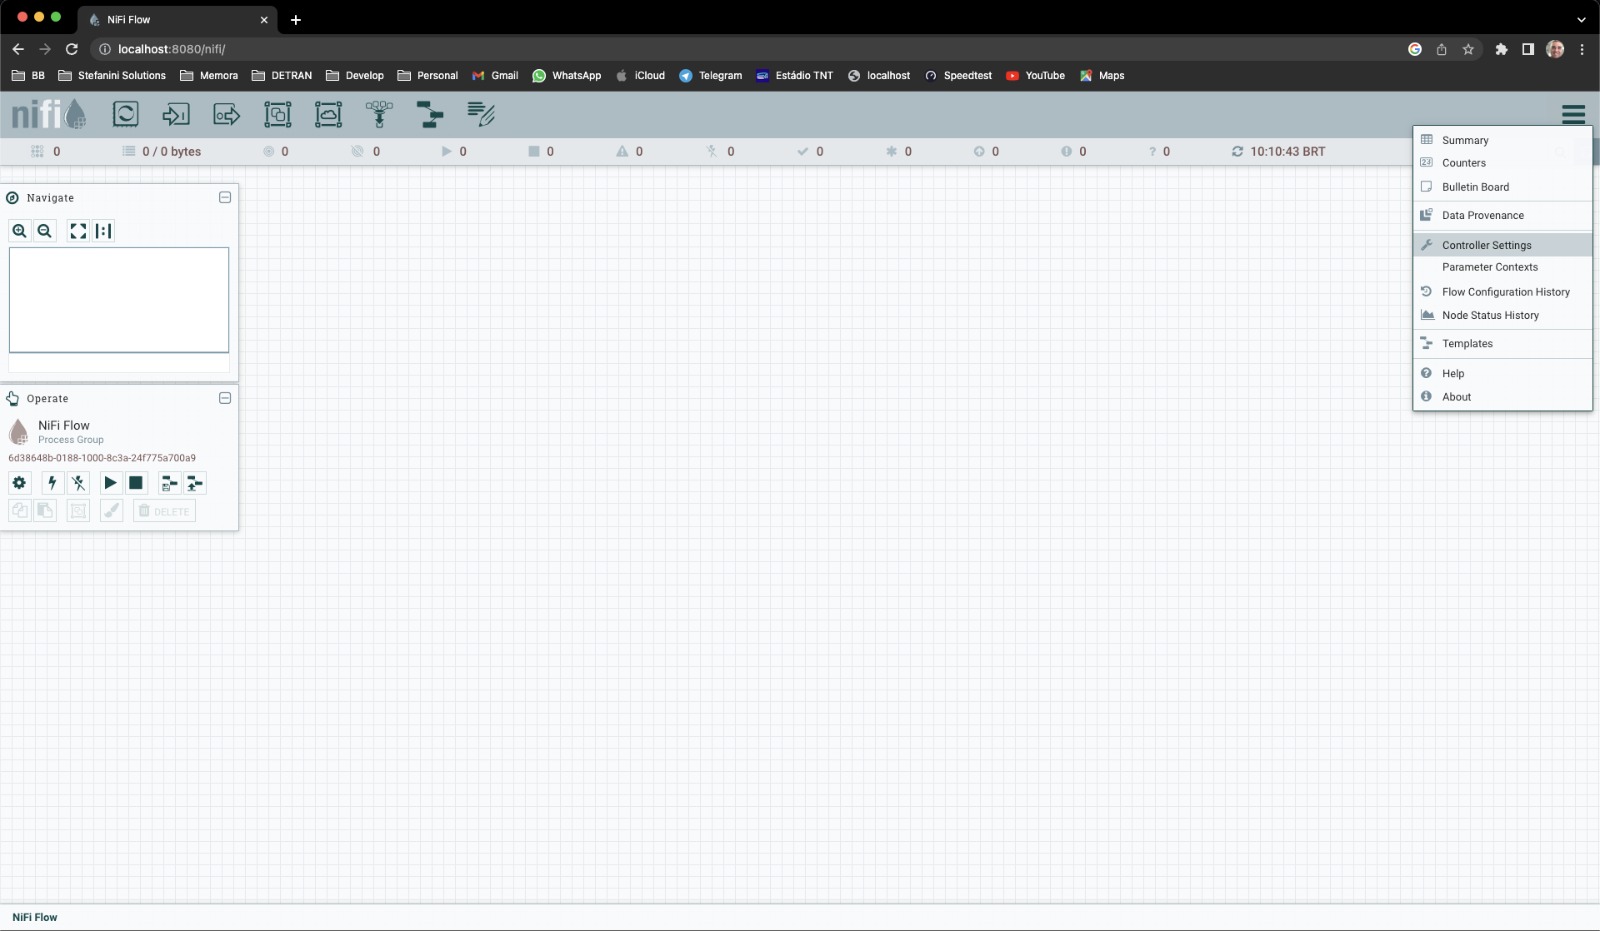 NiFi Flow
localhost:8080/nifi/
BB Stefanini Solutions Memora DETRAN Develop Personal Gmail WhatsApp iCloud Telegram Estádio TNT localhost Speedtest YouTube Maps
nifi
0 0 / 0 bytes 0 0 0 0 0 0 0 0 0 0 ? 0 10:10:43 BRT
Summary
Counters
Bulletin Board
Data Provenance
Controller Settings
Parameter Contexts
Flow Configuration History
Node Status History
Templates
Help
About
Navigate
Operate
NiFi Flow
Process Group
6d38648b-0188-1000-8c3a-24f775a700a9
DELETE
NiFi Flow